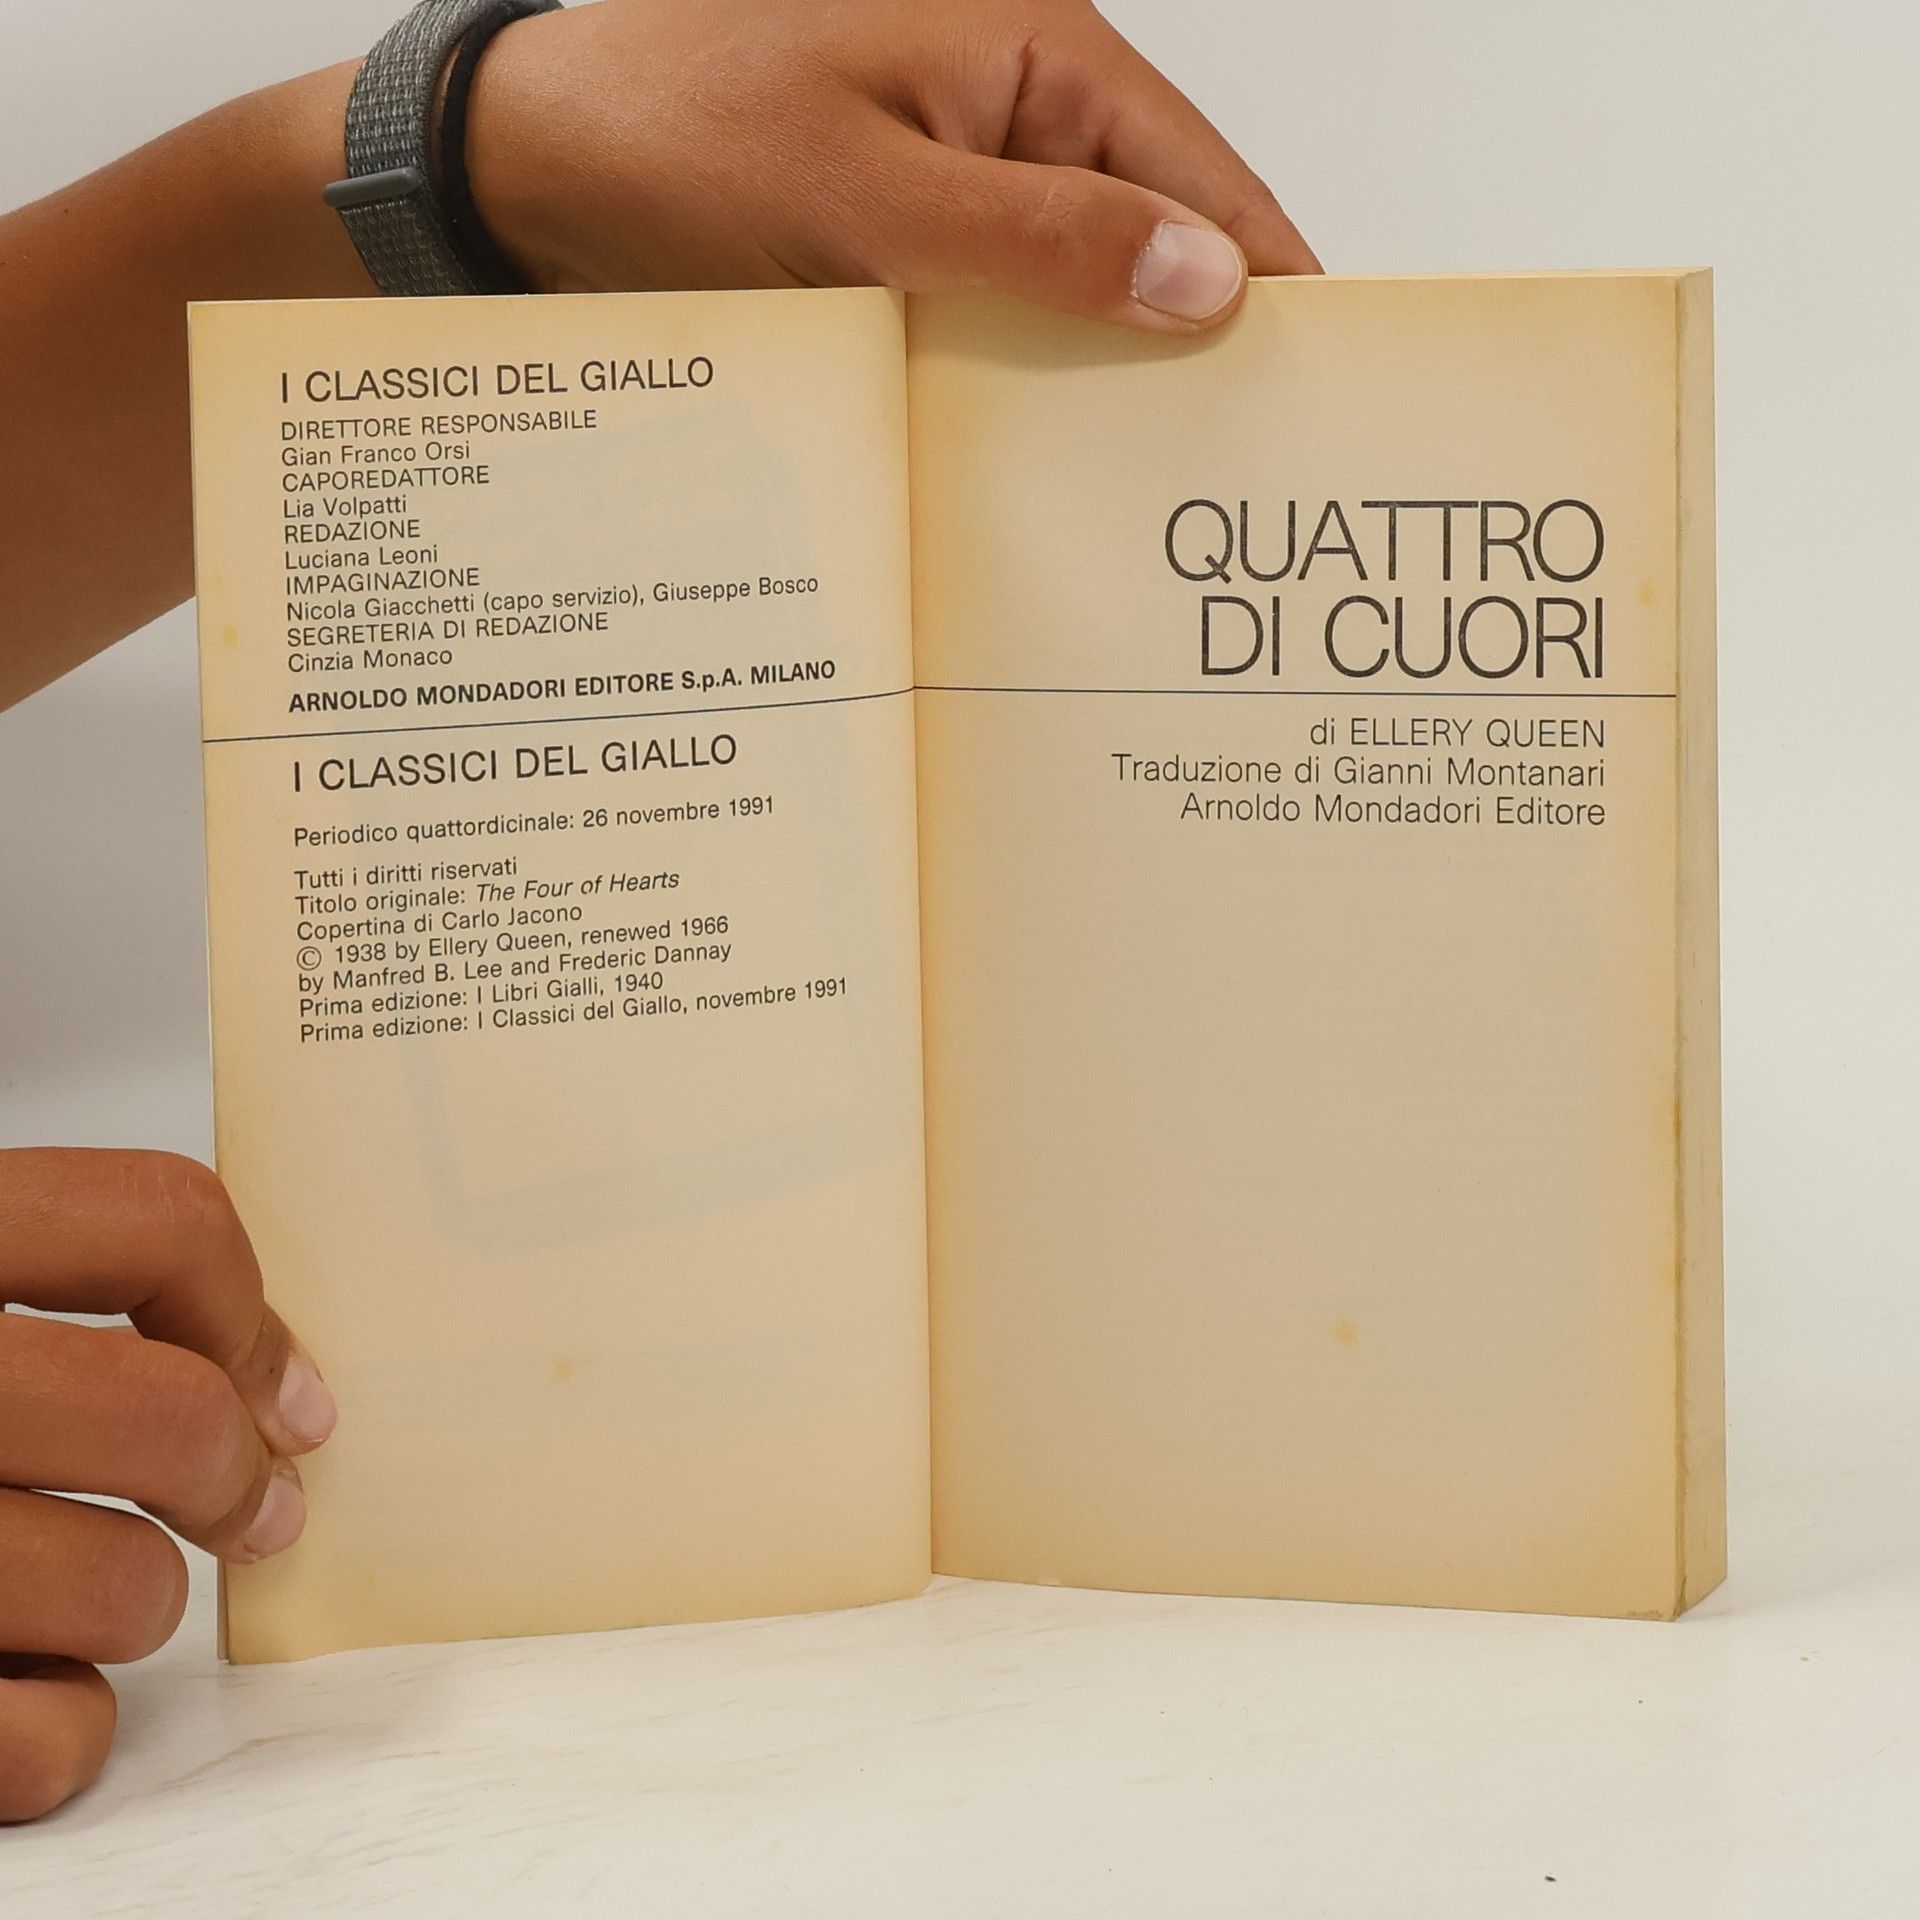 I CLASSICI DEL GIALLO
DIRETTORE RESPONSABILE
Gian Franco Orsi
CAPOREDATTORE
Lia Volpatti
REDAZIONE
Luciana Leoni
IMPAGINAZIONE
Nicola Giacchetti (capo servizio), Giuseppe Bosco
SEGRETERIA DI REDAZIONE
Cinzia Monaco
ARNOLDO MONDADORI EDITORE S.p.A. MILANO
I CLASSICI DEL GIALLO
Periodico quattordicinale: 26 novembre 1991
Tutti i diritti riservati
Titolo originale: The Four of Hearts
Copertina di Carlo Jacono
© 1938 by Ellery Queen, renewed 1966
by Manfred B. Lee and Frederic Dannay
Prima edizione: I Libri Gialli, 1940
Prima edizione: I Classici del Giallo, novembre 1991
QUATTRO
DI CUORI
di ELLERY QUEEN
Traduzione di Gianni Montanari
Arnoldo Mondadori Editore